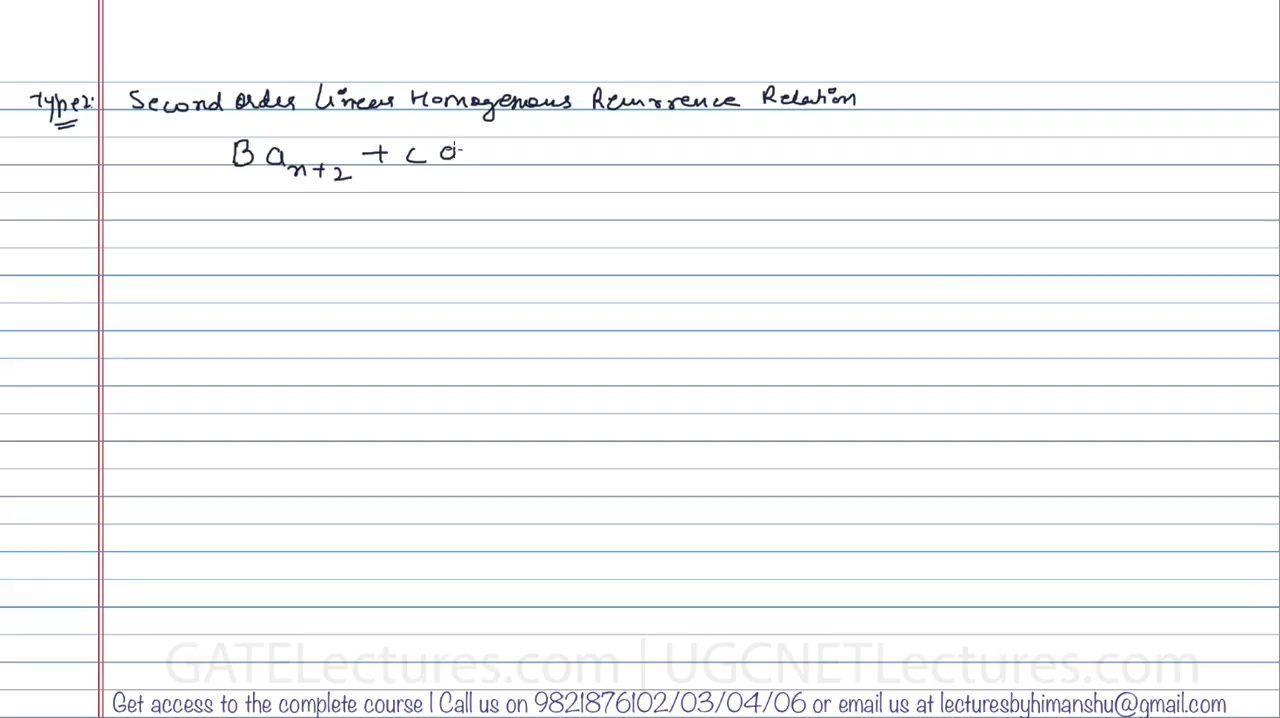 Type 2: Second Order Linear Homogenous Recurrence Relation
B a_{n+2} + C a
GATELectures.com | UGCNETLectures.com
Get access to the complete course | Call us on 9821876102/03/04/06 or email us at lecturesbyhimanshu@gmail.com